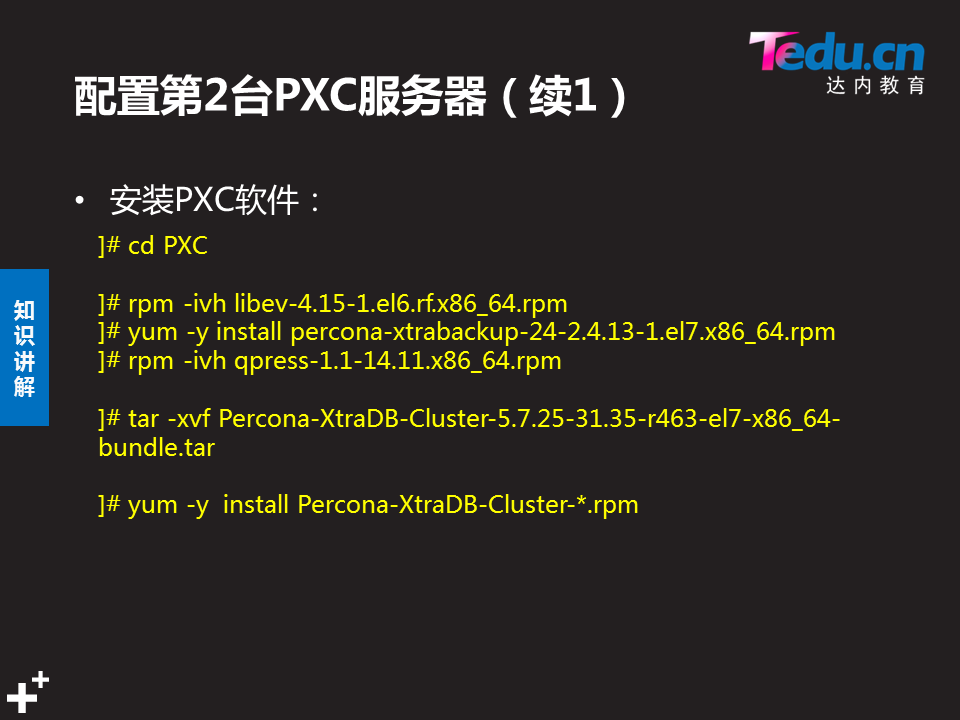 Tedu.cn
达内教育
配置第2台PXC服务器（续1）
• 安装PXC软件：
]# cd PXC
]# rpm -ivh libev-4.15-1.el6.rf.x86_64.rpm
]# yum -y install percona-xtrabackup-24-2.4.13-1.el7.x86_64.rpm
]# rpm -ivh qpress-1.1-14.11.x86_64.rpm
]# tar -xvf Percona-XtraDB-Cluster-5.7.25-31.35-r463-el7-x86_64-
bundle.tar
]# yum -y  install Percona-XtraDB-Cluster-*.rpm
知识讲解